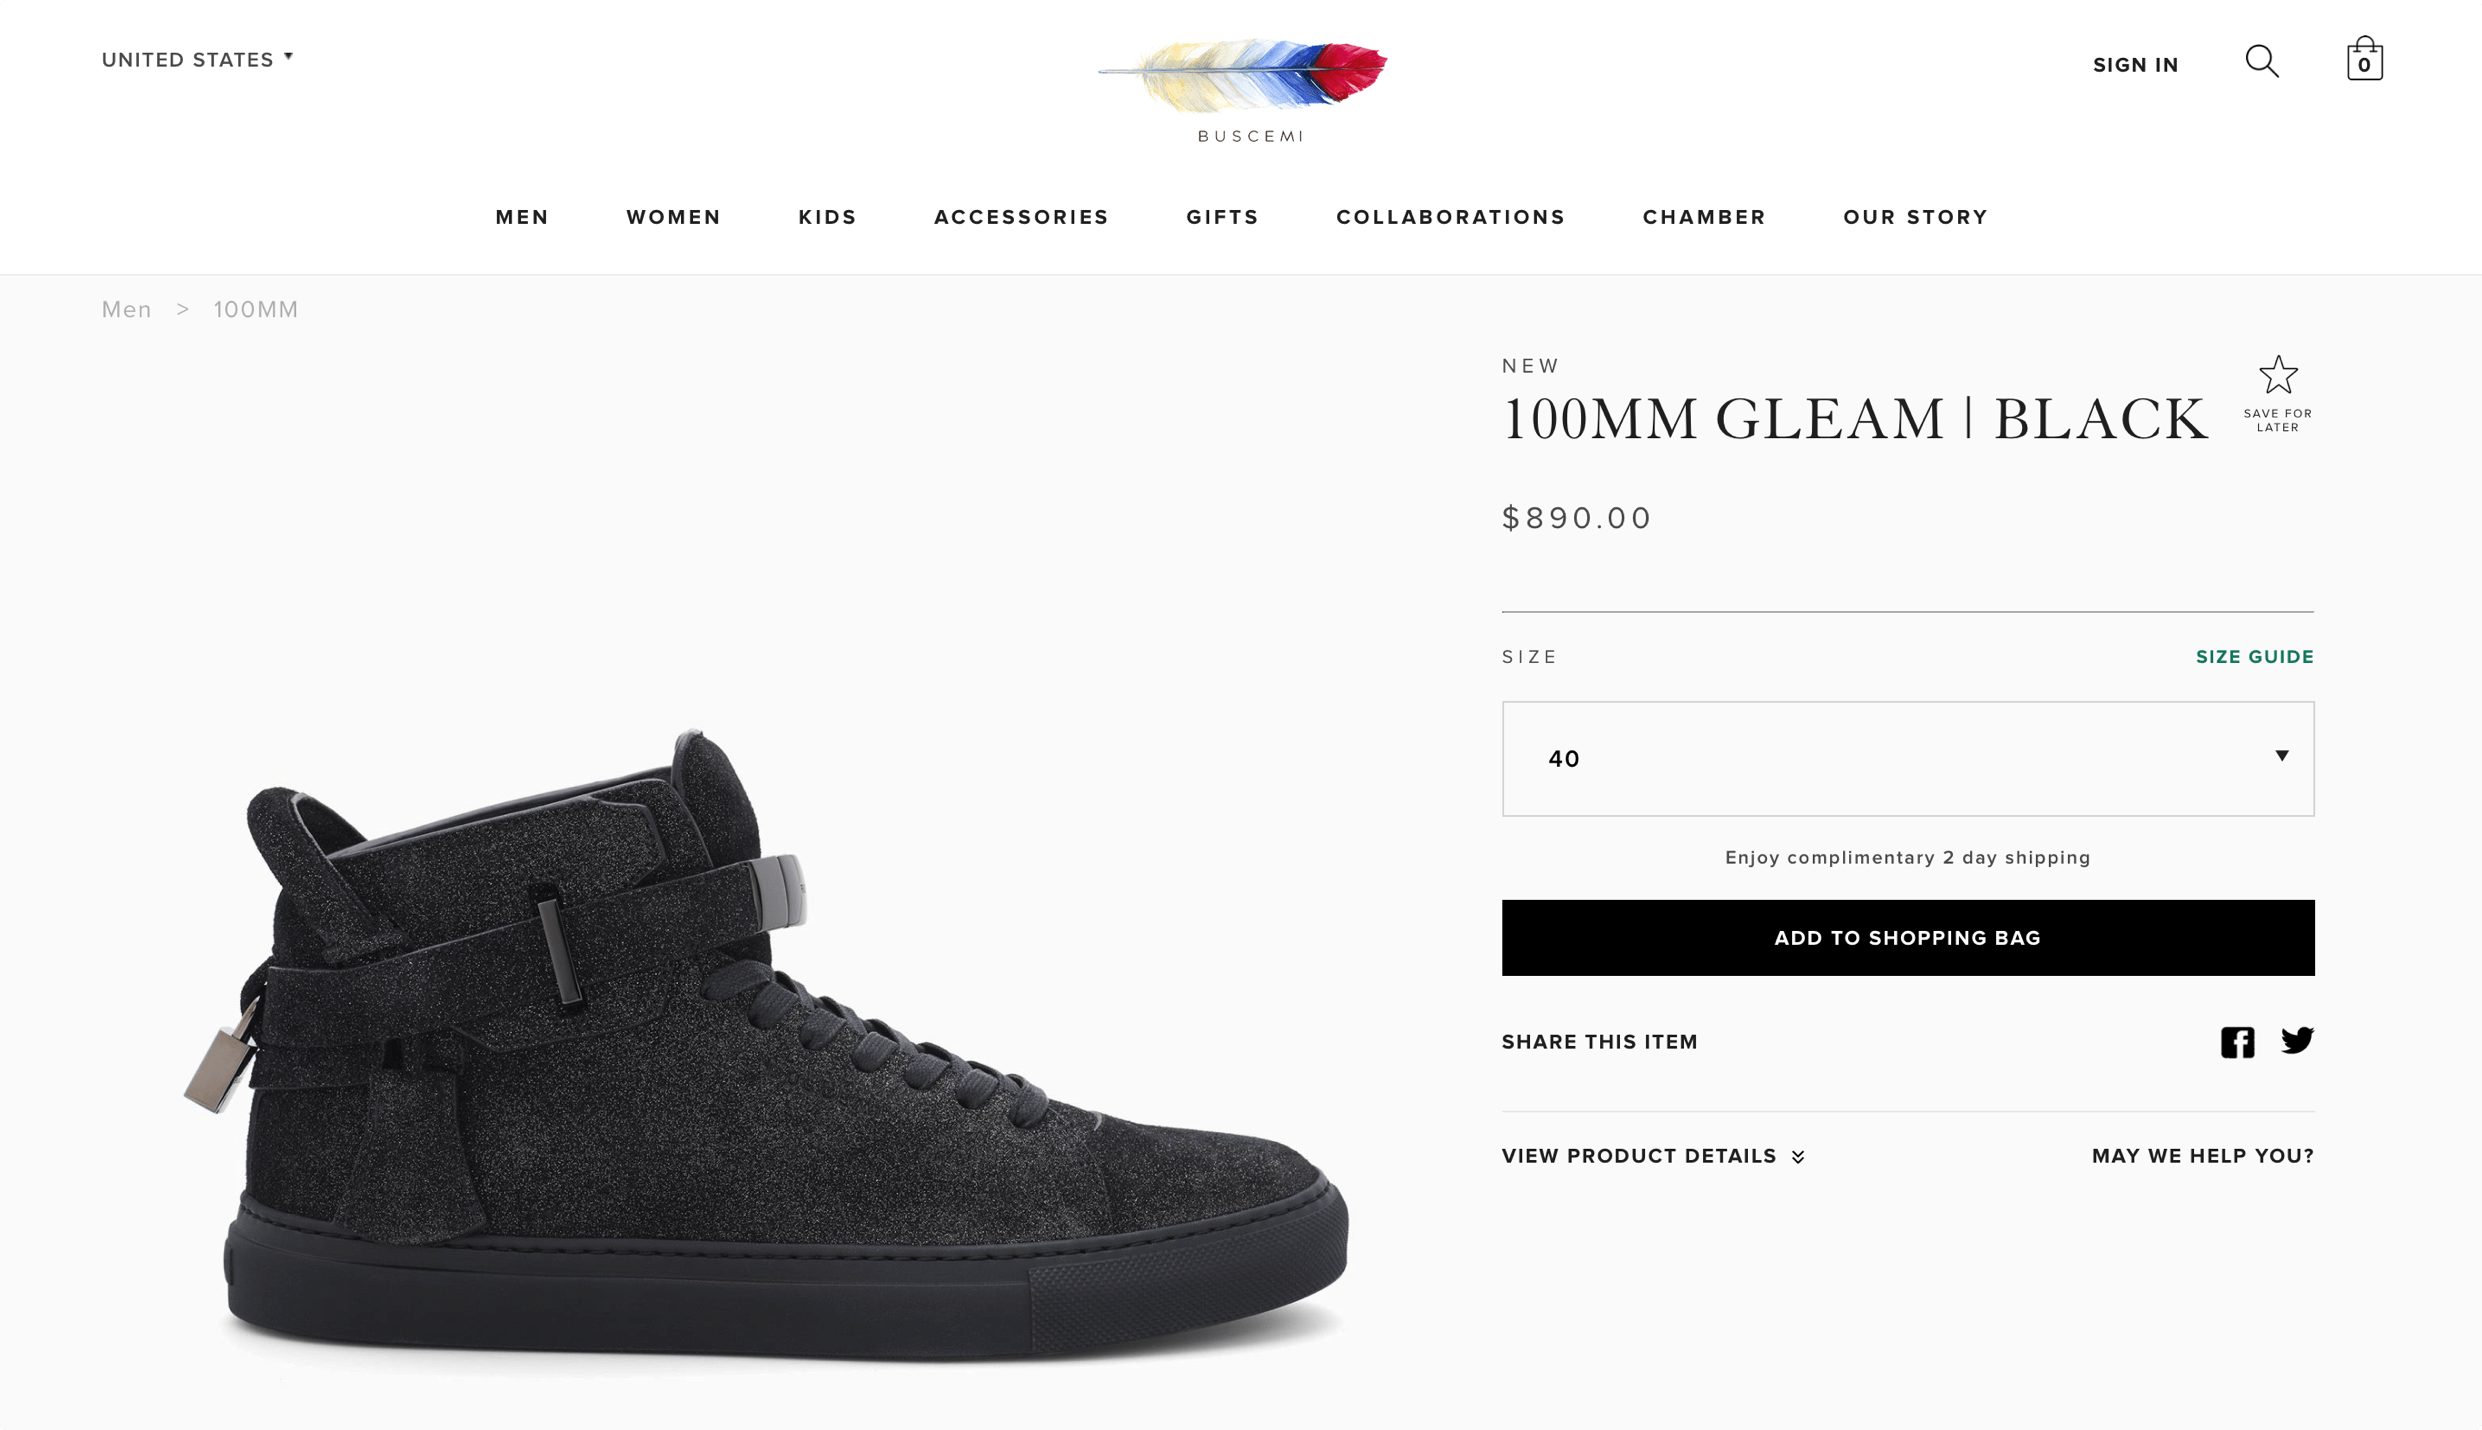 UNITED STATES
BUSCEMI
SIGN IN
0
MEN WOMEN KIDS ACCESSORIES GIFTS COLLABORATIONS CHAMBER OUR STORY
Men > 100MM
NEW
100MM GLEAM | BLACK
SAVE FOR
LATER
$890.00
SIZE
SIZE GUIDE
40
Enjoy complimentary 2 day shipping
ADD TO SHOPPING BAG
SHARE THIS ITEM
VIEW PRODUCT DETAILS
MAY WE HELP YOU?